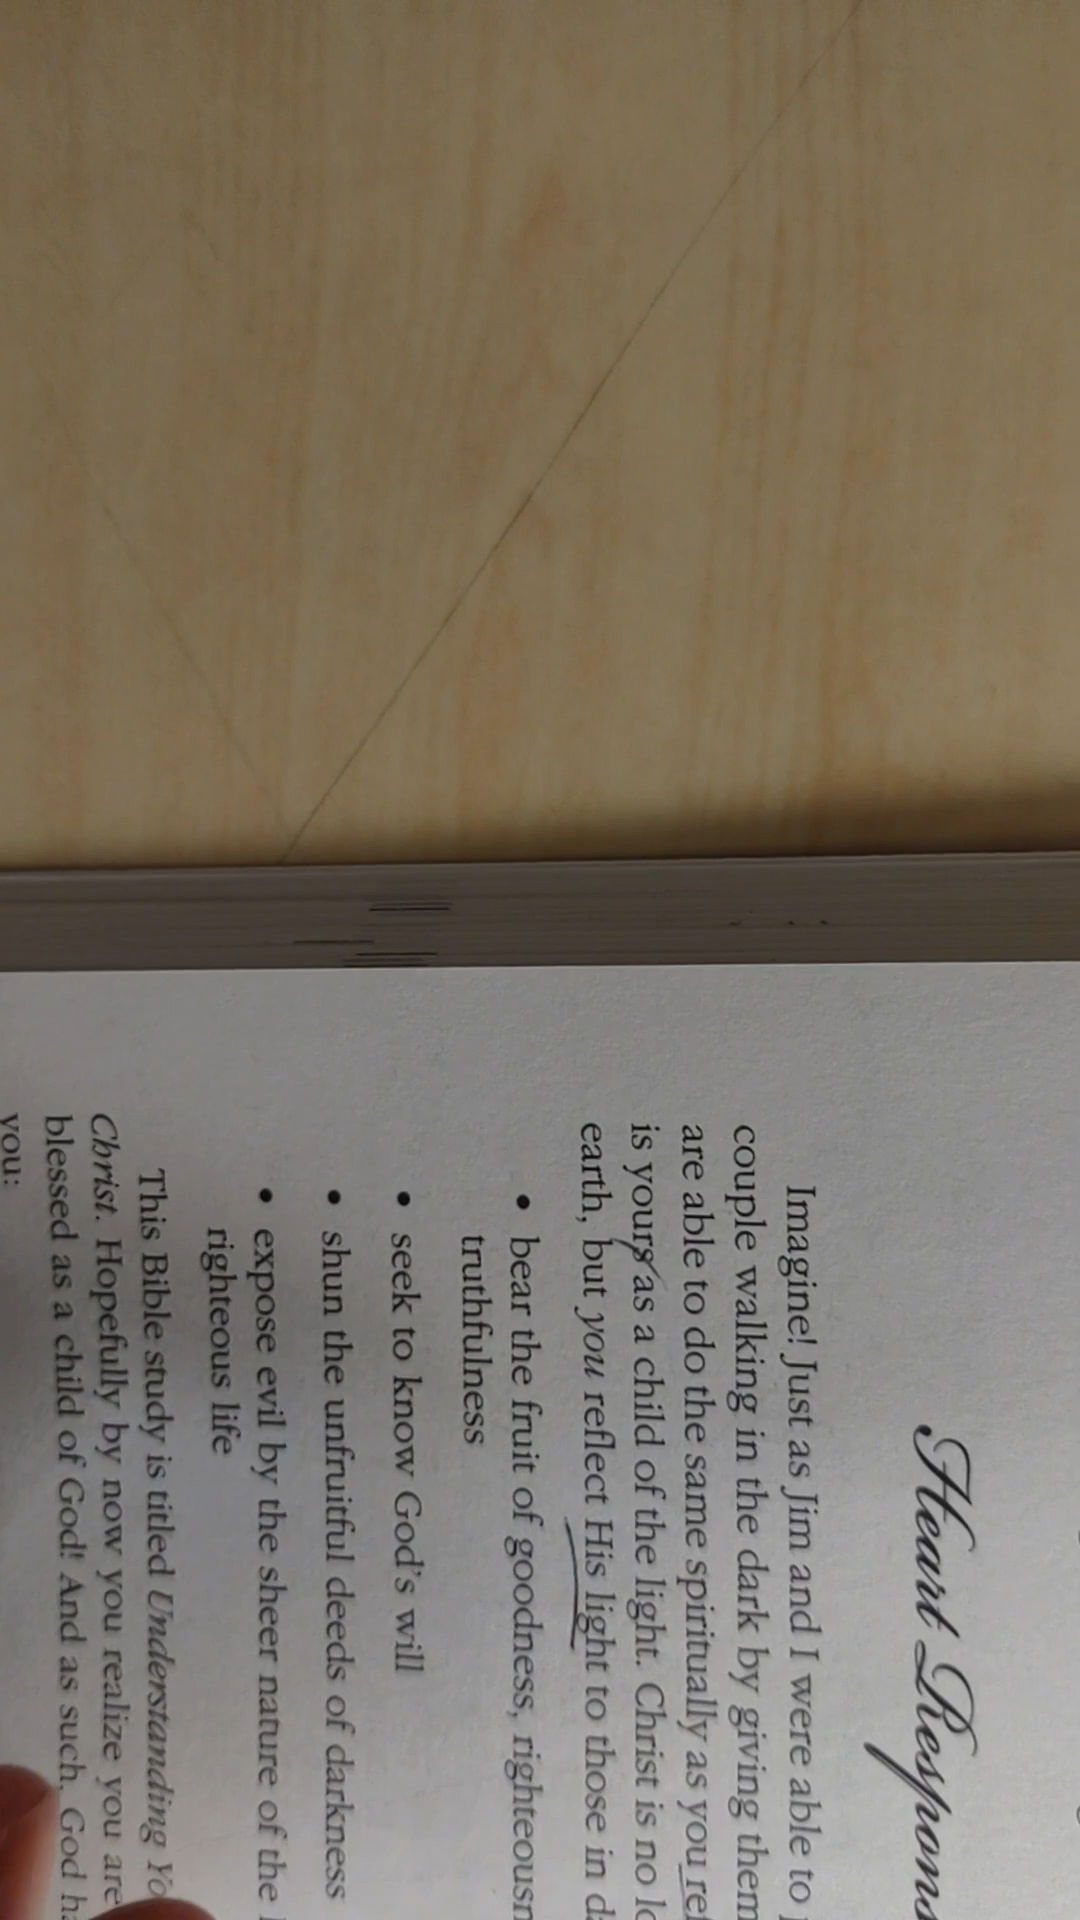 Heart
Imagine! Just as Jim and I were able to
couple walking in the dark by giving them
are able to do the same spiritually as you
is yours as a child of the light. Christ is no
earth, but you reflect His light to those in
• bear the fruit of goodness,
truthfulness
• seek to know God's will
• shun the unfruitful deeds of darkness
• expose evil by the sheer nature of the
righteous life
This Bible study is titled Understanding
Christ. Hopefully by now you realize you are
blessed as a child of God! And as such, God
you: